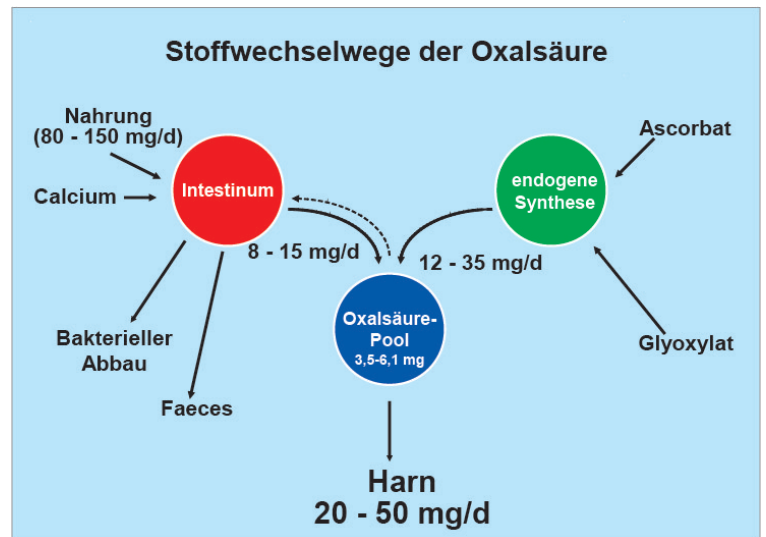 Stoffwechselwege der Oxalsäure
Nahrung
(80 - 150 mg/d)
Calcium
Intestinum
Bakterieller
Abbau
Faeces
8 - 15 mg/d
Ascorbat
endogene
Synthese
12 - 35 mg/d
Glyoxylat
Oxalsäure-
Pool
3,5-6,1 mg
Harn
20 - 50 mg/d